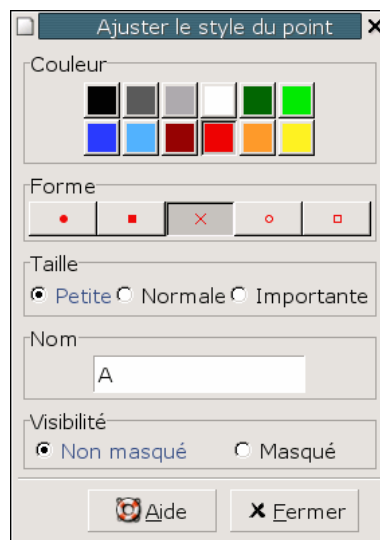 Ajuster le style du point
Couleur
Forme
Taille
Petite Normale Importante
Nom
A
Visibilité
Non masqué Masqué
Aide Fermer